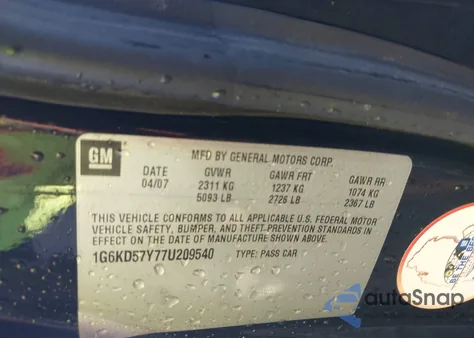 GM
MFD BY GENERAL MOTORS CORP.
DATE GVWR GAWR FRT GAWR RR
04/07 2311 KG 1237 KG 1074 KG
5093 LB 2726 LB 2367 LB
THIS VEHICLE CONFORMS TO ALL APPLICABLE U.S. FEDERAL MOTOR
VEHICLE SAFETY, BUMPER, AND THEFT PREVENTION STANDARDS IN
EFFECT ON THE DATE OF MANUFACTURE SHOWN ABOVE.
1G6KD57Y77U209540 TYPE: PASS CAR
BE THE
autoSnap